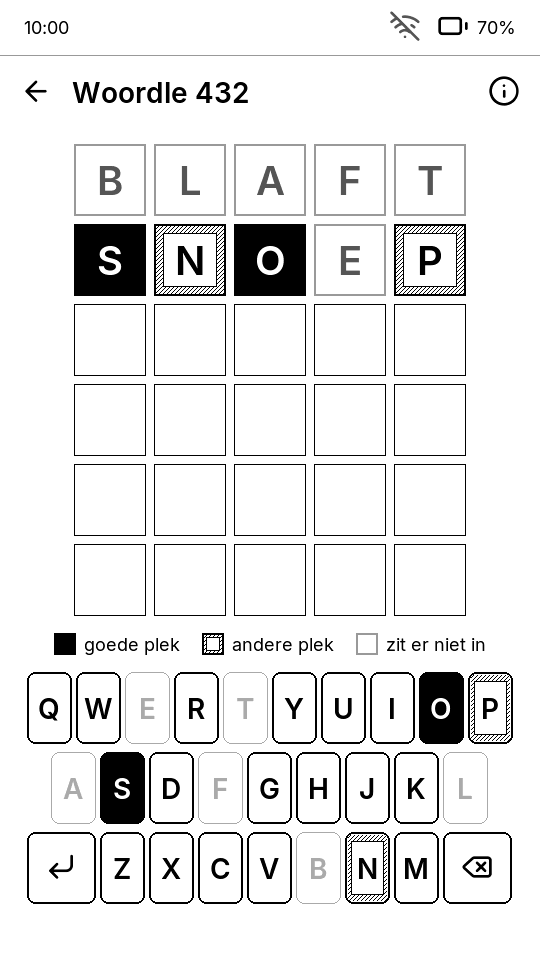 10:00 70%
Woordle 432
B L A F T
S N O E P
goede plek andere plek zit er niet in
Q W E R T Y U I O P
A S D F G H J K L
Z X C V B N M